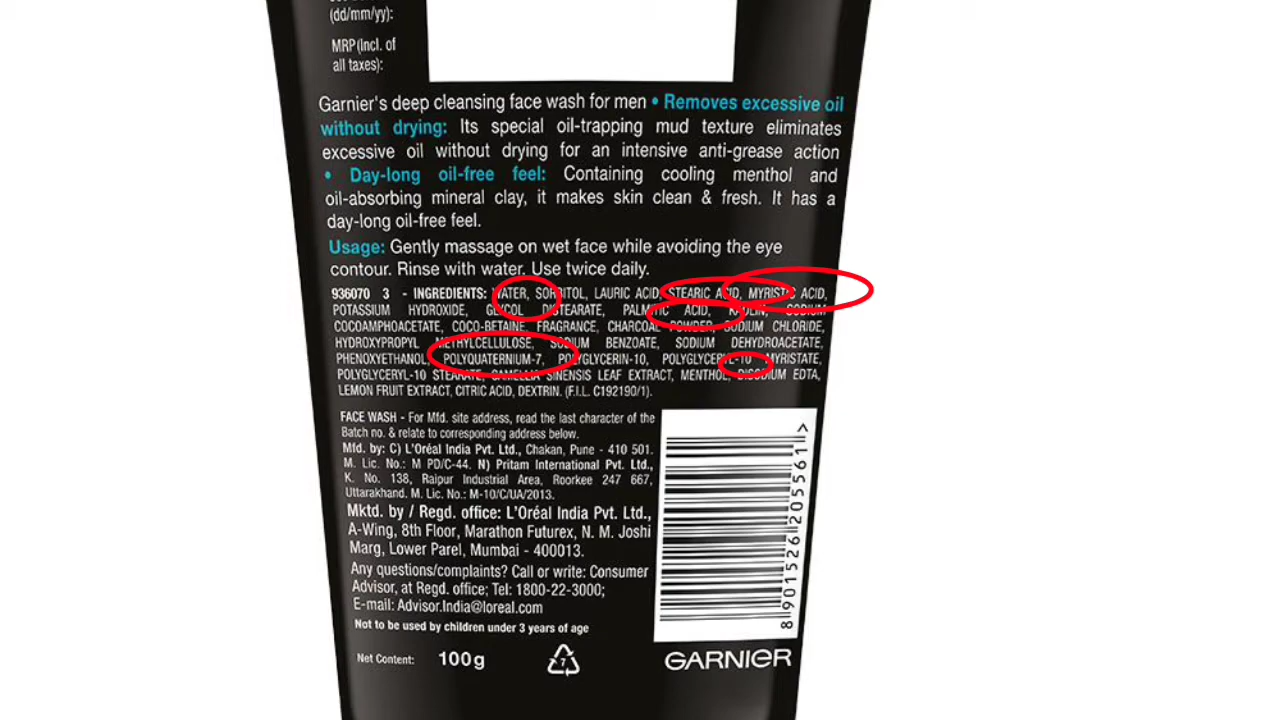 (dd/mm/yy):
MRP (Incl. of
all taxes):
Garnier's deep cleansing face wash for men • Removes excessive oil
without drying: Its special oil-trapping mud texture eliminates
excessive oil without drying for an intensive anti-grease action
• Day-long oil-free feel: Containing cooling menthol and
oil-absorbing mineral clay, it makes skin clean & fresh. It has a
day-long oil-free feel.
Usage: Gently massage on wet face while avoiding the eye
contour. Rinse with water. Use twice daily.
936070 3 - INGREDIENTS: WATER, SORBITOL, LAURIC ACID, STEARIC ACID, MYRISTIC ACID,
POTASSIUM HYDROXIDE, GLYCOL DISTEARATE, PALMITIC ACID, KAOLIN, SODIUM
COCOAMPHOACETATE, COCO-BETAINE, FRAGRANCE, CHARCOAL POWDER, SODIUM CHLORIDE,
HYDROXYPROPYL METHYLCELLULOSE, SODIUM BENZOATE, SODIUM DEHYDROACETATE,
PHENOXYETHANOL, POLYQUATERNIUM-7, POLYGLYCERIN-10, POLYGLYCERYL-10 MYRISTATE,
POLYGLYCERYL-10 STEARATE, CAMELLIA SINENSIS LEAF EXTRACT, MENTHOL, DISODIUM EDTA,
LEMON FRUIT EXTRACT, CITRIC ACID, DEXTRIN. (F.I.L. C192190/1).
FACE WASH - For Mfd. site address, read the last character of the
Batch no. & relate to corresponding address below.
Mfd. by: C) L'Oréal India Pvt. Ltd., Chakan, Pune - 410 501.
M. Lic. No.: M PD/C-44. N) Pritam International Pvt. Ltd.,
K. No. 138, Raipur Industrial Area, Roorkee 247 667,
Uttarakhand. M. Lic. No.: M-10/C/UA/2013.
Mktd. by / Regd. office: L'Oréal India Pvt. Ltd.,
A-Wing, 8th Floor, Marathon Futurex, N. M. Joshi
Marg, Lower Parel, Mumbai - 400013.
Any questions/complaints? Call or write: Consumer
Advisor, at Regd. office; Tel: 1800-22-3000;
E-mail: Advisor.India@loreal.com
Not to be used by children under 3 years of age
Net Content: 100g
7
GARNIER
8 901526 205561 >